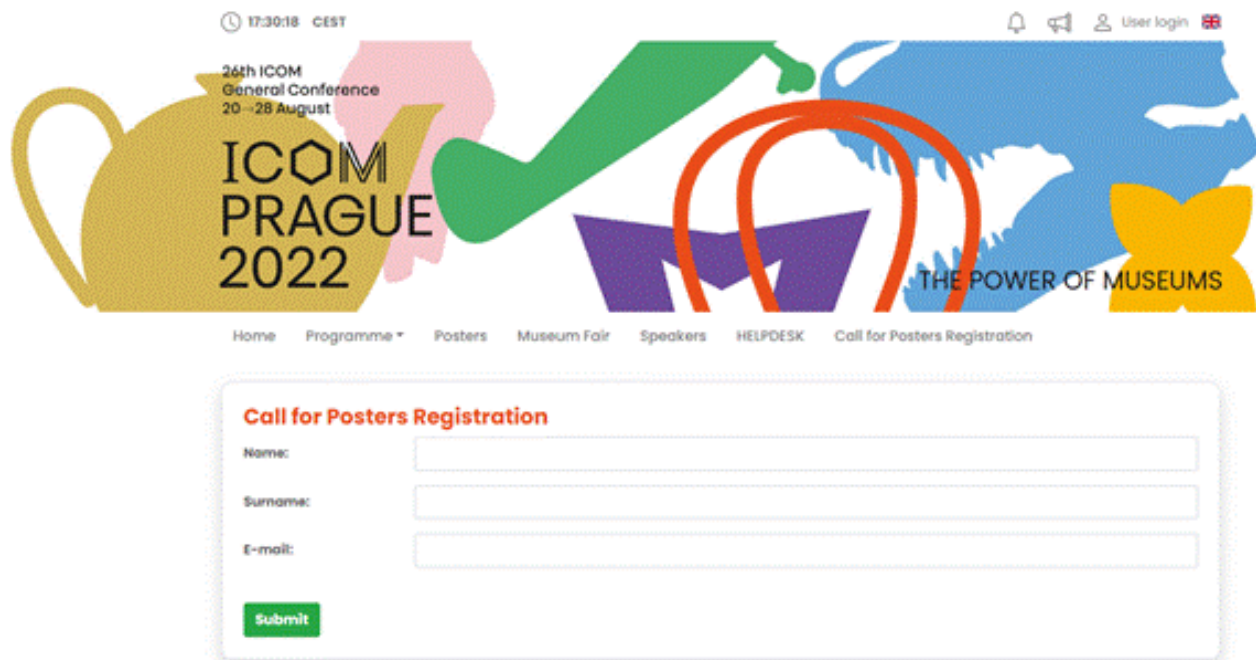 17:30:18 CEST
User login
26th ICOM
General Conference
20→28 August
ICOM
PRAGUE
2022
THE POWER OF MUSEUMS
Home Programme Posters Museum Fair Speakers HELPDESK Call for Posters Registration
Call for Posters Registration
Name:
Surname:
E-mail:
Submit